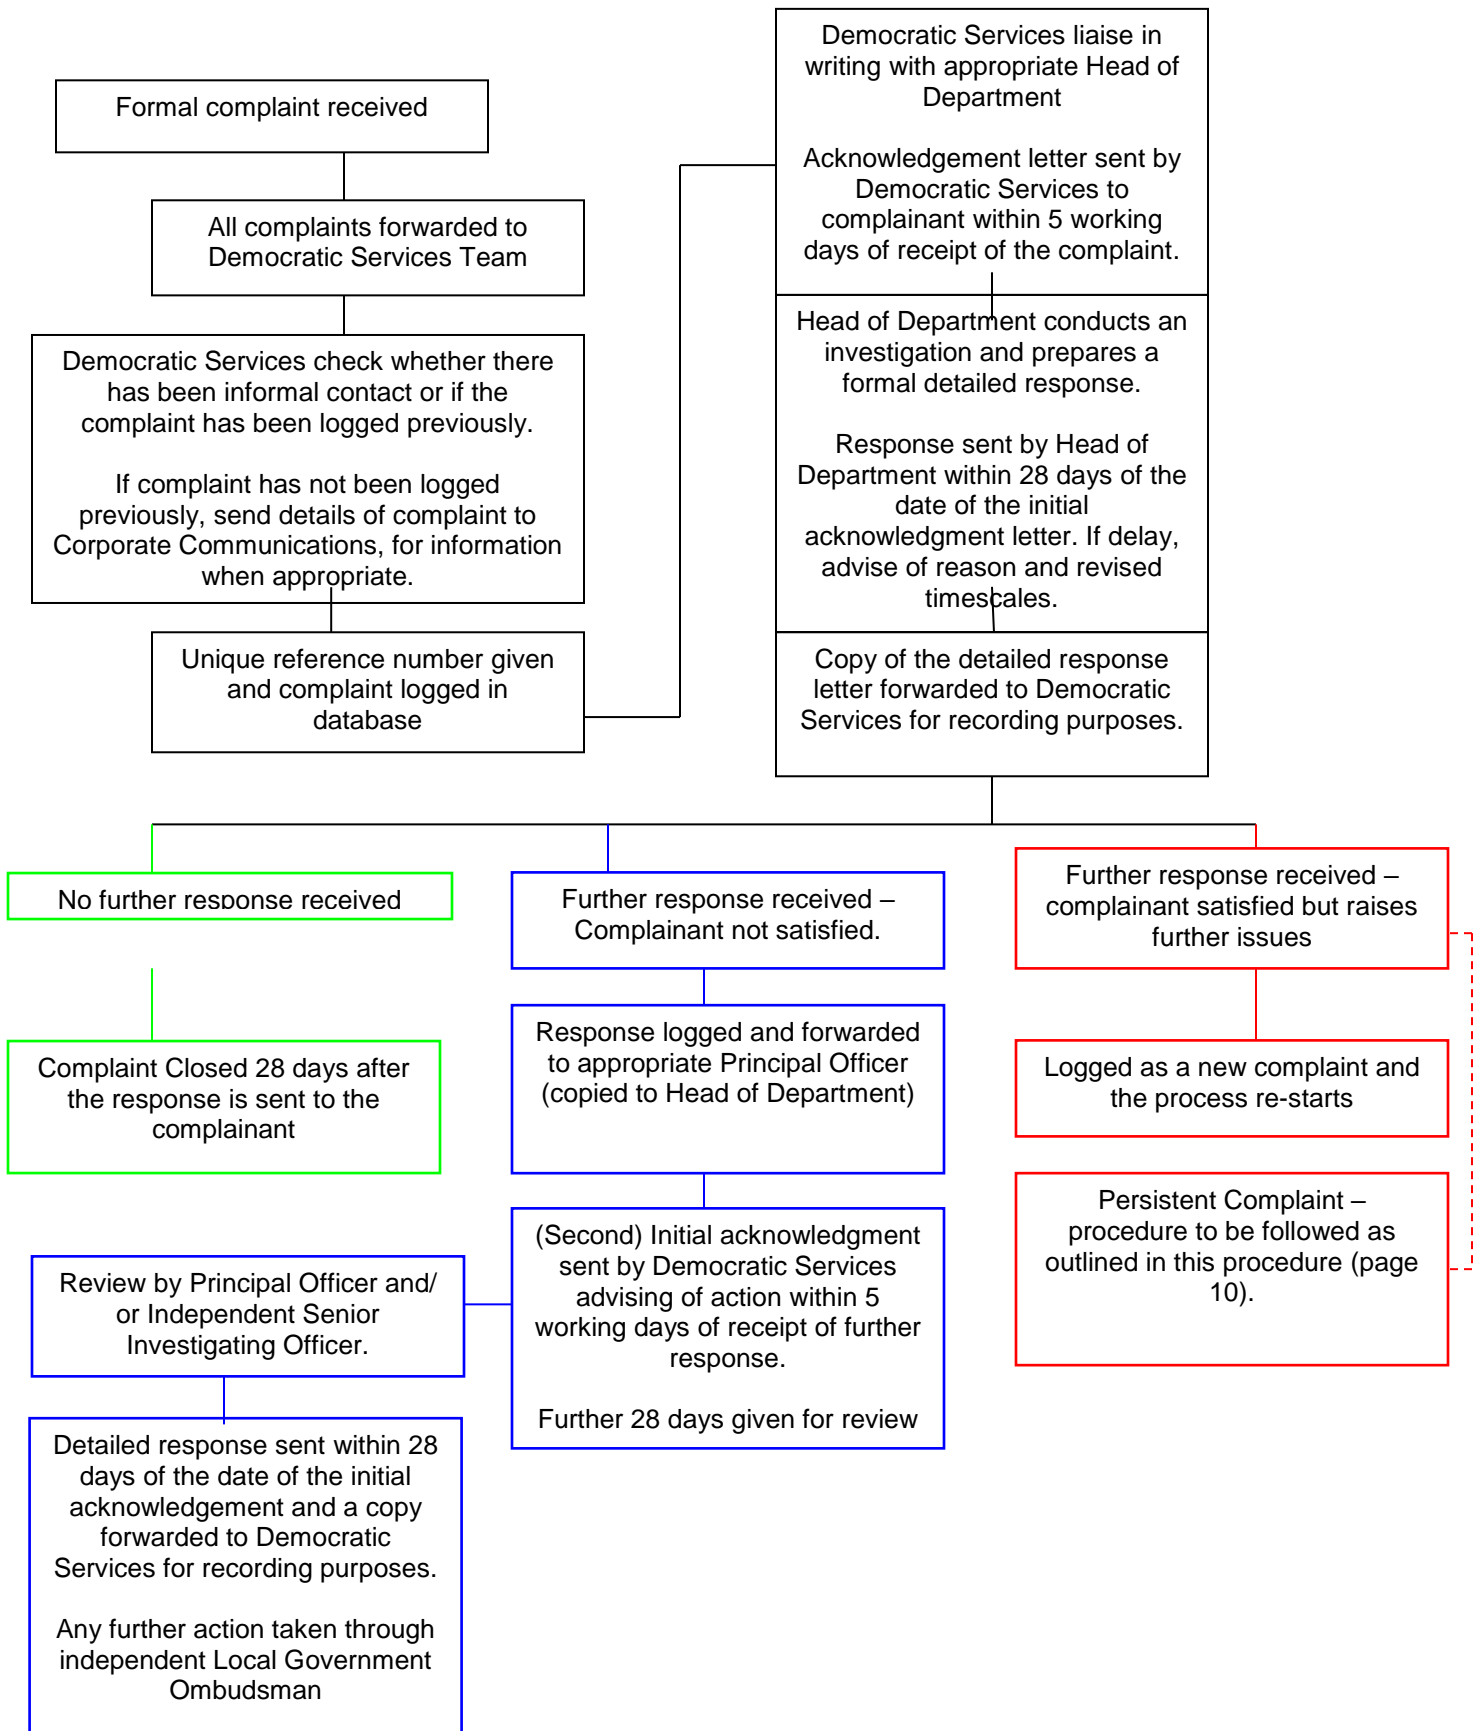 Formal complaint received
All complaints forwarded to
Democratic Services Team
Democratic Services check whether there
has been informal contact or if the
complaint has been logged previously.
If complaint has not been logged
previously, send details of complaint to
Corporate Communications, for information
when appropriate.
Unique reference number given
and complaint logged in
database
Democratic Services liaise in
writing with appropriate Head of
Department
Acknowledgement letter sent by
Democratic Services to
complainant within 5 working
days of receipt of the complaint.
Head of Department conducts an
investigation and prepares a
formal detailed response.
Response sent by Head of
Department within 28 days of the
date of the initial
acknowledgment letter. If delay,
advise of reason and revised
timescales.
Copy of the detailed response
letter forwarded to Democratic
Services for recording purposes.
No further response received
Complaint Closed 28 days after
the response is sent to the
complainant
Further response received –
Complainant not satisfied.
Response logged and forwarded
to appropriate Principal Officer
(copied to Head of Department)
(Second) Initial acknowledgment
sent by Democratic Services
advising of action within 5
working days of receipt of further
response.
Further 28 days given for review
Review by Principal Officer and/
or Independent Senior
Investigating Officer.
Detailed response sent within 28
days of the date of the initial
acknowledgement and a copy
forwarded to Democratic
Services for recording purposes.
Any further action taken through
independent Local Government
Ombudsman
Further response received –
complainant satisfied but raises
further issues
Logged as a new complaint and
the process re-starts
Persistent Complaint –
procedure to be followed as
outlined in this procedure (page
10).